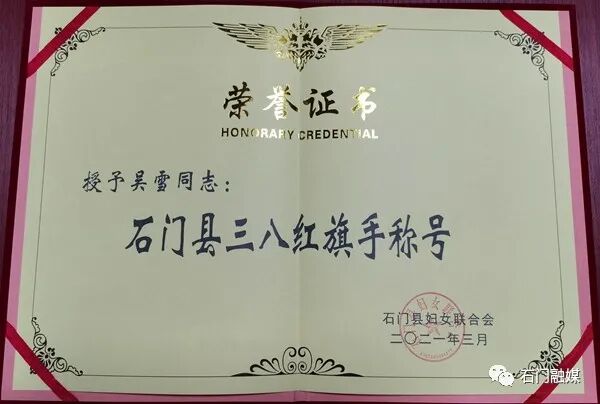 荣誉证书
HONORARY CREDENTIAL
授予吴雪同志：
石门县三八红旗手称号
石门县妇女联合会
二〇二一年三月
石门融媒